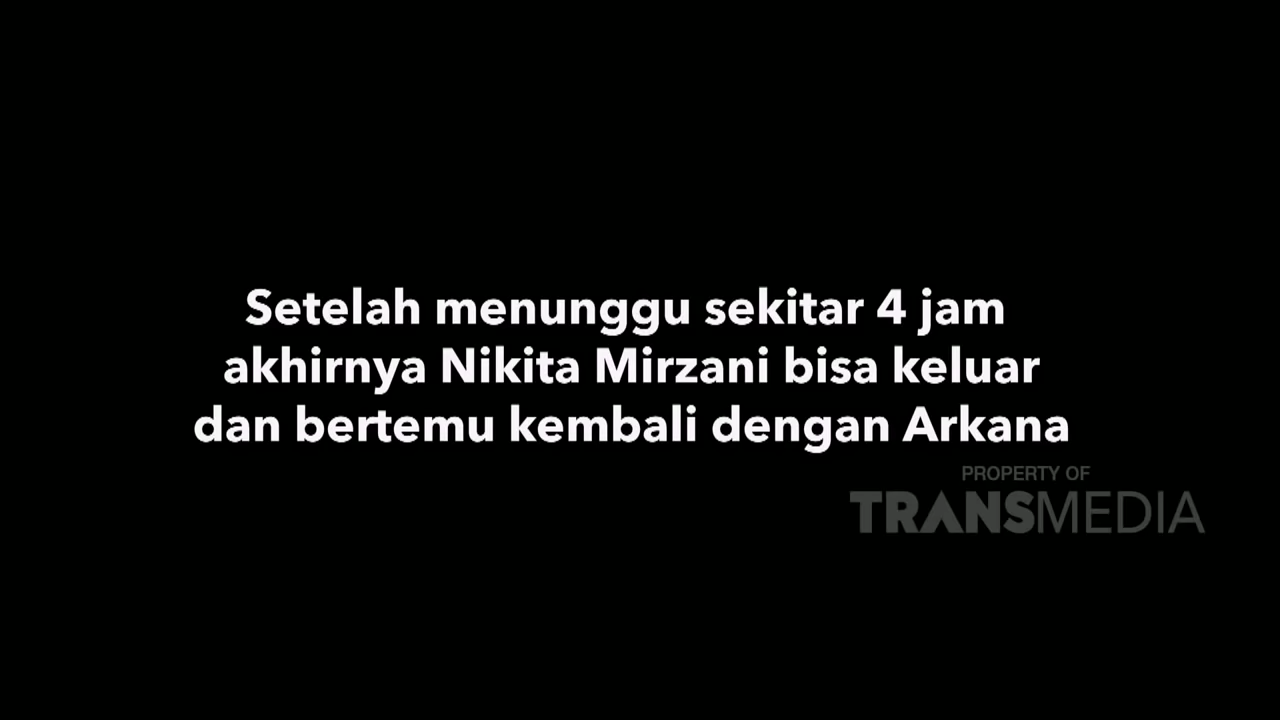 Setelah menunggu sekitar 4 jam
akhirnya Nikita Mirzani bisa keluar
dan bertemu kembali dengan Arkana
PROPERTY OF
TRANSMEDIA